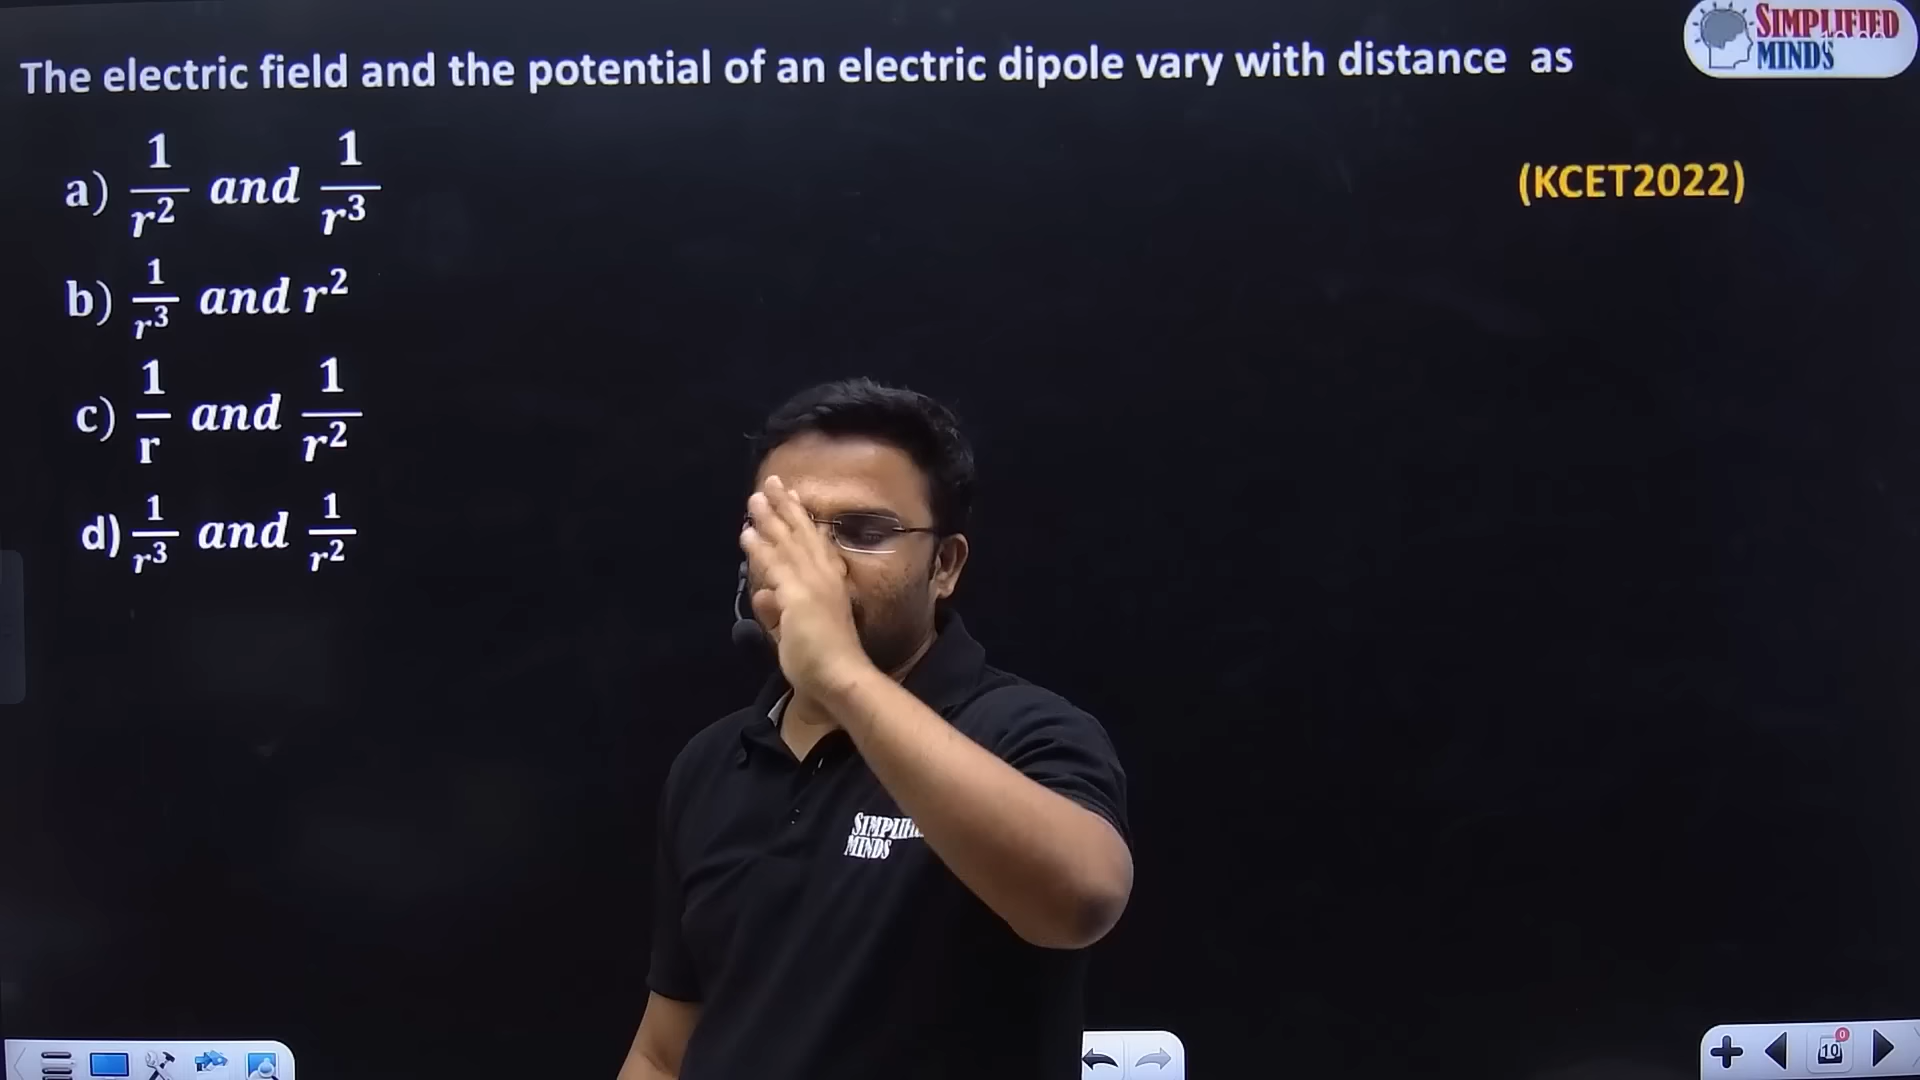 The electric field and the potential of an electric dipole vary with distance as
SIMPLIFIED
MINDS
(KCET2022)
a) 1/r² and 1/r³
b) 1/r³ and r²
c) 1/r and 1/r²
d) 1/r³ and 1/r²
MINDS
0
10